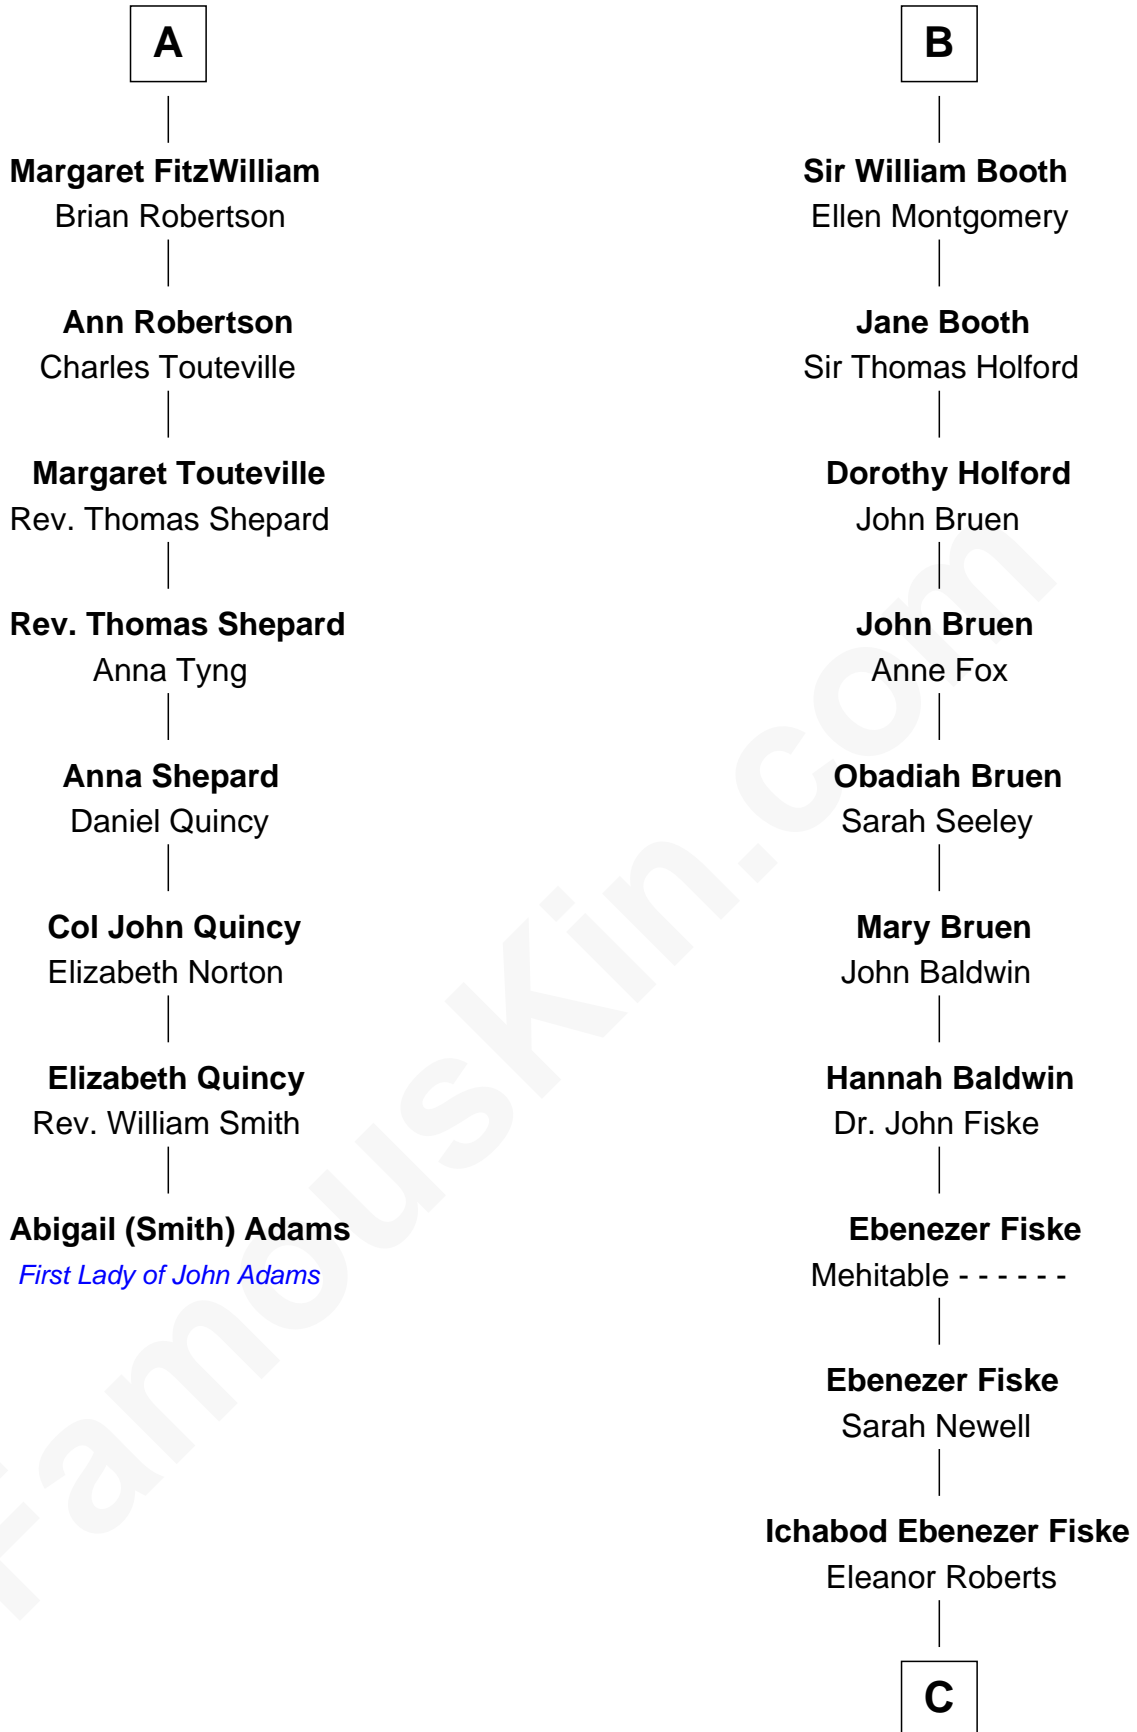 A
Margaret FitzWilliam
Brian Robertson
Ann Robertson
Charles Touteville
Margaret Touteville
Rev. Thomas Shepard
Rev. Thomas Shepard
Anna Tyng
Anna Shepard
Daniel Quincy
Col John Quincy
Elizabeth Norton
Elizabeth Quincy
Rev. William Smith
Abigail (Smith) Adams
First Lady of John Adams
B
Sir William Booth
Ellen Montgomery
Jane Booth
Sir Thomas Holford
Dorothy Holford
John Bruen
John Bruen
Anne Fox
Obadiah Bruen
Sarah Seeley
Mary Bruen
John Baldwin
Hannah Baldwin
Dr. John Fiske
Ebenezer Fiske
Mehitable - - - - - -
Ebenezer Fiske
Sarah Newell
Ichabod Ebenezer Fiske
Eleanor Roberts
C
FamousKin.com